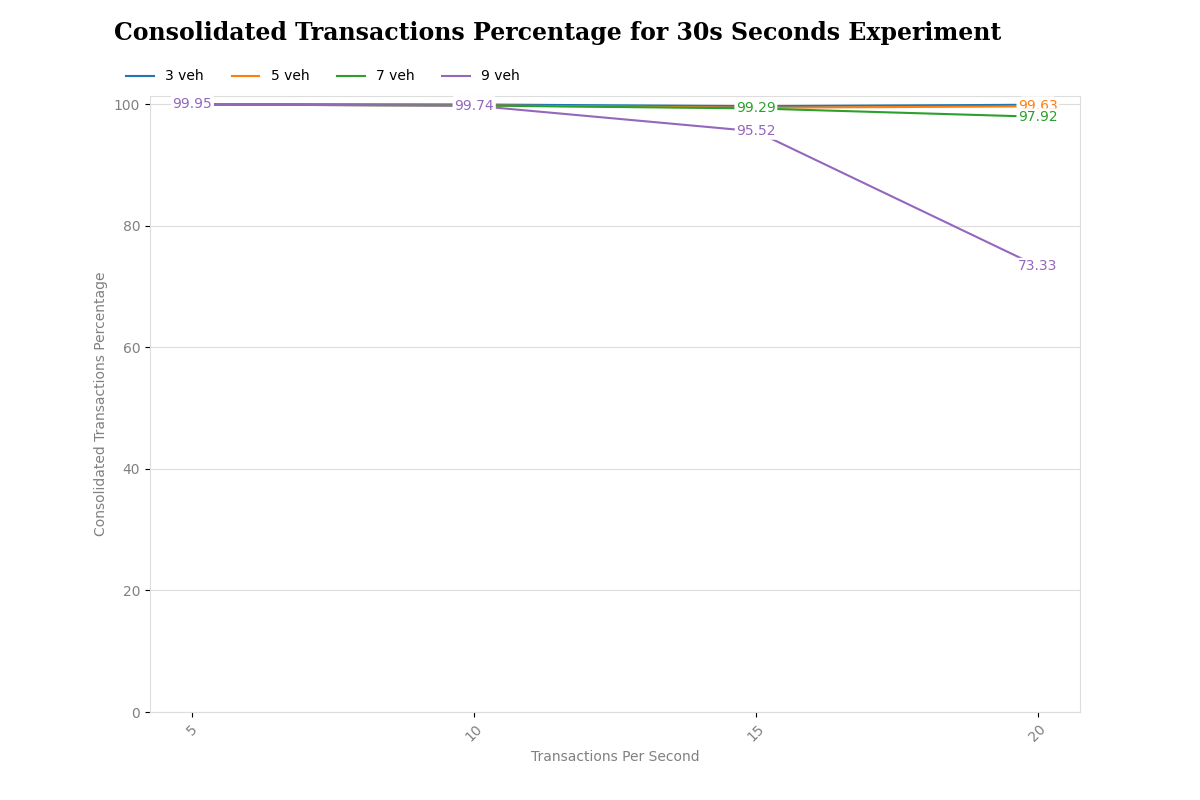 Consolidated Transactions Percentage for 30s Seconds Experiment
3 veh 5 veh 7 veh 9 veh
100
80
60
40
20
0
99.95
99.74
99.29
95.52
99.63
97.92
73.33
Consolidated Transactions Percentage
5 10 15 20
Transactions Per Second